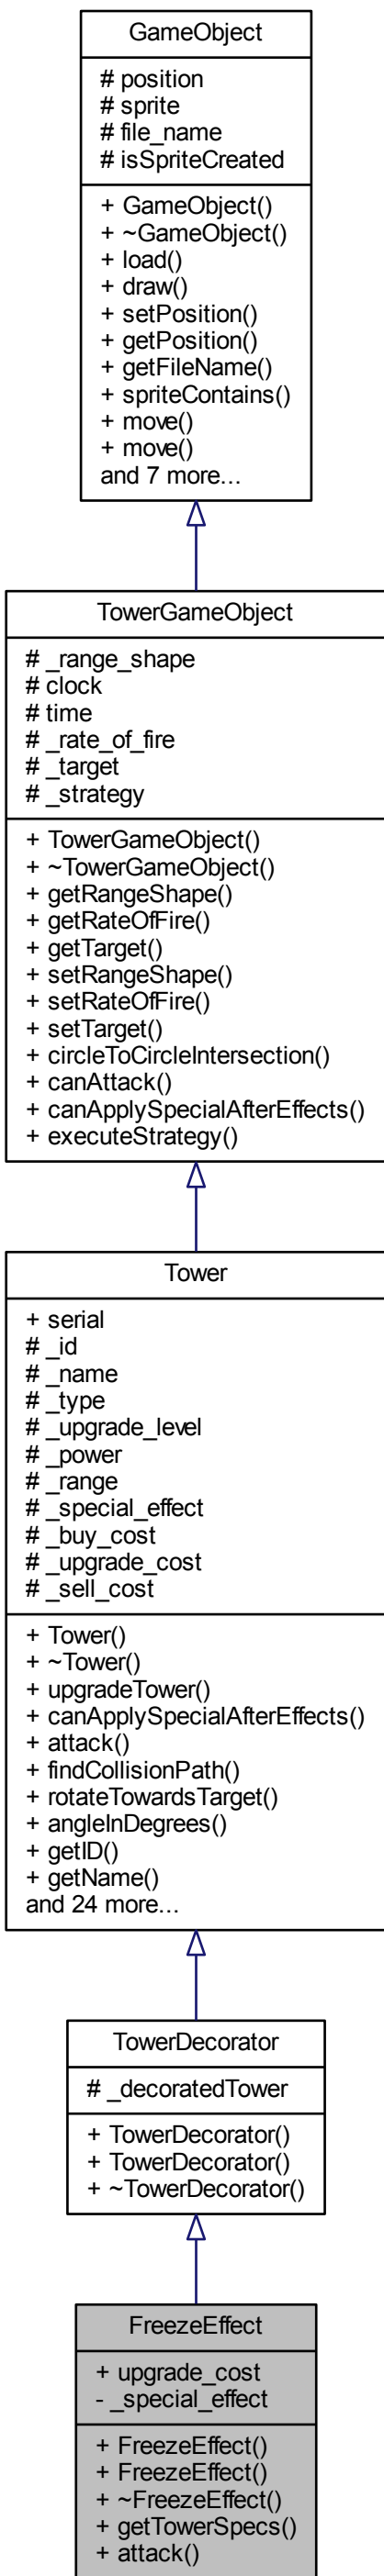 GameObject
# position
# sprite
# file_name
# isSpriteCreated
+ GameObject()
+ ~GameObject()
+ load()
+ draw()
+ setPosition()
+ getPosition()
+ getFileName()
+ spriteContains()
+ move()
+ move()
and 7 more...
TowerGameObject
# _range_shape
# clock
# time
# _rate_of_fire
# _target
# _strategy
+ TowerGameObject()
+ ~TowerGameObject()
+ getRangeShape()
+ getRateOfFire()
+ getTarget()
+ setRangeShape()
+ setRateOfFire()
+ setTarget()
+ circleToCircleIntersection()
+ canAttack()
+ canApplySpecialAfterEffects()
+ executeStrategy()
Tower
+ serial
# _id
# _name
# _type
# _upgrade_level
# _power
# _range
# _special_effect
# _buy_cost
# _upgrade_cost
# _sell_cost
+ Tower()
+ ~Tower()
+ upgradeTower()
+ canApplySpecialAfterEffects()
+ attack()
+ findCollisionPath()
+ rotateTowardsTarget()
+ angleInDegrees()
+ getID()
+ getName()
and 24 more...
TowerDecorator
# _decoratedTower
+ TowerDecorator()
+ TowerDecorator()
+ ~TowerDecorator()
FreezeEffect
+ upgrade_cost
- _special_effect
+ FreezeEffect()
+ FreezeEffect()
+ ~FreezeEffect()
+ getTowerSpecs()
+ attack()